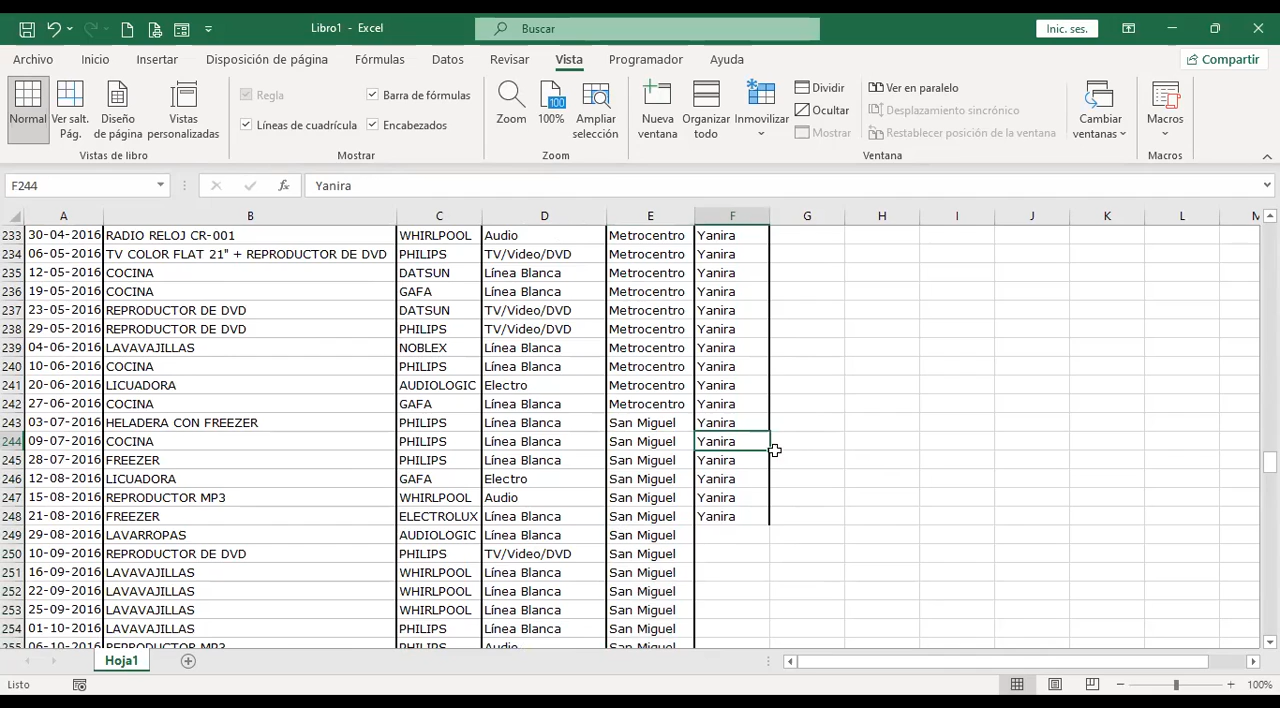 Libro1 - Excel
Buscar
Inic. ses.
Archivo Inicio Insertar Disposición de página Fórmulas Datos Revisar Vista Programador Ayuda
Compartir
Normal
Ver salt. Pág.
Diseño de página
Vistas personalizadas
Vistas de libro
Regla
Barra de fórmulas
Líneas de cuadrícula
Encabezados
Mostrar
Zoom
100
100%
Ampliar selección
Zoom
Nueva ventana
Organizar todo
Inmovilizar
Dividir
Ocultar
Mostrar
Ver en paralelo
Desplazamiento sincrónico
Restablecer posición de la ventana
Cambiar ventanas
Ventana
Macros
Macros
F244
fx
Yanira
A B C D E F G H I J K L M
233 30-04-2016 RADIO RELOJ CR-001 WHIRLPOOL Audio Metrocentro Yanira
234 06-05-2016 TV COLOR FLAT 21" + REPRODUCTOR DE DVD PHILIPS TV/Video/DVD Metrocentro Yanira
235 12-05-2016 COCINA DATSUN Línea Blanca Metrocentro Yanira
236 19-05-2016 COCINA GAFA Línea Blanca Metrocentro Yanira
237 23-05-2016 REPRODUCTOR DE DVD DATSUN TV/Video/DVD Metrocentro Yanira
238 29-05-2016 REPRODUCTOR DE DVD PHILIPS TV/Video/DVD Metrocentro Yanira
239 04-06-2016 LAVAVAJILLAS NOBLEX Línea Blanca Metrocentro Yanira
240 10-06-2016 COCINA PHILIPS Línea Blanca Metrocentro Yanira
241 20-06-2016 LICUADORA AUDIOLOGIC Electro Metrocentro Yanira
242 27-06-2016 COCINA GAFA Línea Blanca Metrocentro Yanira
243 03-07-2016 HELADERA CON FREEZER PHILIPS Línea Blanca San Miguel Yanira
244 09-07-2016 COCINA PHILIPS Línea Blanca San Miguel Yanira
245 28-07-2016 FREEZER PHILIPS Línea Blanca San Miguel Yanira
246 12-08-2016 LICUADORA GAFA Electro San Miguel Yanira
247 15-08-2016 REPRODUCTOR MP3 WHIRLPOOL Audio San Miguel Yanira
248 21-08-2016 FREEZER ELECTROLUX Línea Blanca San Miguel Yanira
249 29-08-2016 LAVARROPAS AUDIOLOGIC Línea Blanca San Miguel
250 10-09-2016 REPRODUCTOR DE DVD PHILIPS TV/Video/DVD San Miguel
251 16-09-2016 LAVAVAJILLAS WHIRLPOOL Línea Blanca San Miguel
252 22-09-2016 LAVAVAJILLAS WHIRLPOOL Línea Blanca San Miguel
253 25-09-2016 LAVAVAJILLAS WHIRLPOOL Línea Blanca San Miguel
254 01-10-2016 LAVAVAJILLAS PHILIPS Línea Blanca San Miguel
255 06-10-2016 REPRODUCTOR MP3 PHILIPS Audio San Miguel
Hoja1
Listo
100%